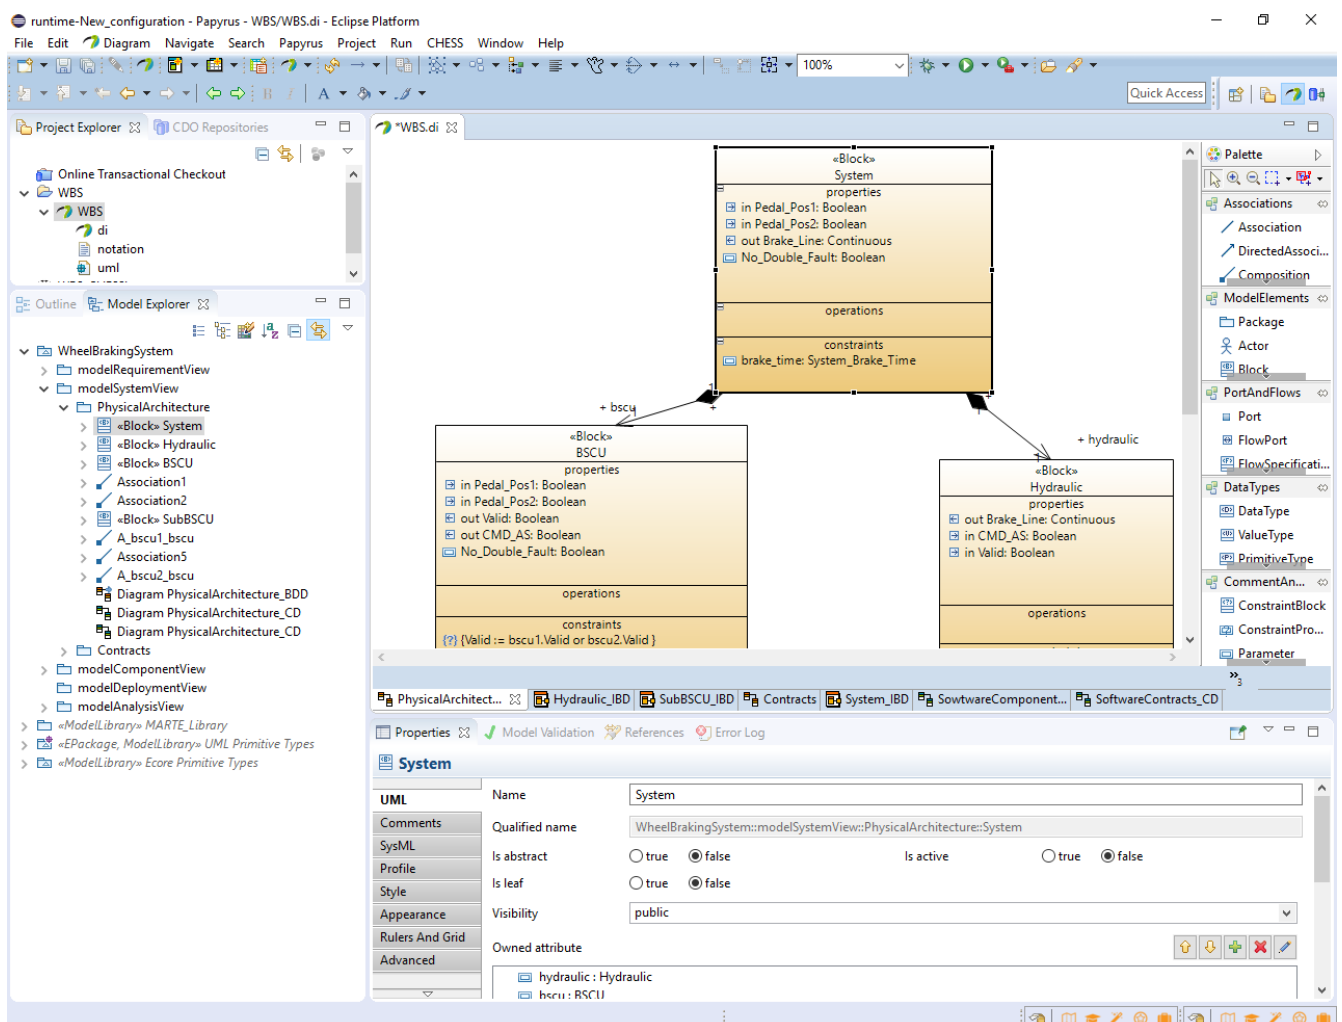 runtime-New_configuration - Papyrus - WBS/WBS.di - Eclipse Platform
File Edit Diagram Navigate Search Papyrus Project Run CHESS Window Help
100%
B I A
Quick Access
Project Explorer CDO Repositories
Online Transactional Checkout
WBS
WBS
di
notation
uml
Outline Model Explorer
WheelBrakingSystem
modelRequirementView
modelSystemView
PhysicalArchitecture
«Block» System
«Block» Hydraulic
«Block» BSCU
Association1
Association2
«Block» SubBSCU
A_bscu1_bscu
Association5
A_bscu2_bscu
Diagram PhysicalArchitecture_BDD
Diagram PhysicalArchitecture_CD
Diagram PhysicalArchitecture_CD
Contracts
modelComponentView
modelDeploymentView
modelAnalysisView
«ModelLibrary» MARTE_Library
«EPackage, ModelLibrary» UML Primitive Types
«ModelLibrary» Ecore Primitive Types
*WBS.di
«Block»
System
properties
in Pedal_Pos1: Boolean
in Pedal_Pos2: Boolean
out Brake_Line: Continuous
No_Double_Fault: Boolean
operations
constraints
brake_time: System_Brake_Time
+ bscu
+ hydraulic
«Block»
BSCU
properties
in Pedal_Pos1: Boolean
in Pedal_Pos2: Boolean
out Valid: Boolean
out CMD_AS: Boolean
No_Double_Fault: Boolean
operations
constraints
{?} {Valid := bscu1.Valid or bscu2.Valid }
«Block»
Hydraulic
properties
out Brake_Line: Continuous
in CMD_AS: Boolean
in Valid: Boolean
operations
Palette
Associations
Association
DirectedAssoci...
Composition
ModelElements
Package
Actor
Block
PortAndFlows
Port
FlowPort
FlowSpecificati...
DataTypes
DataType
ValueType
PrimitiveType
CommentAn...
ConstraintBlock
ConstraintPro...
Parameter
PhysicalArchitect... Hydraulic_IBD SubBSCU_IBD Contracts System_IBD SowtwareComponent... SoftwareContracts_CD
»3
Properties Model Validation References Error Log
System
UML
Comments
SysML
Profile
Style
Appearance
Rulers And Grid
Advanced
Name System
Qualified name WheelBrakingSystem::modelSystemView::PhysicalArchitecture::System
Is abstract true false Is active true false
Is leaf true false
Visibility public
Owned attribute
hydraulic : Hydraulic
bscu : BSCU